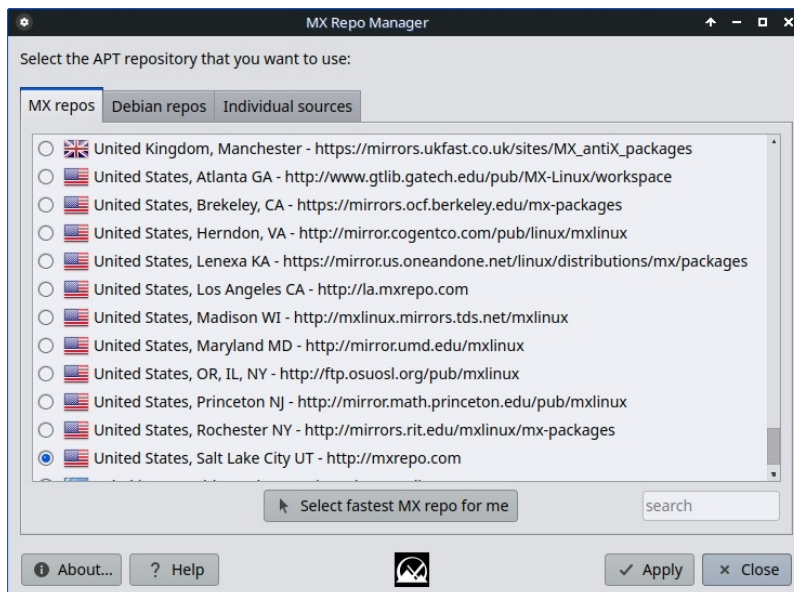 MX Repo Manager
Select the APT repository that you want to use:
MX repos Debian repos Individual sources
United Kingdom, Manchester - https://mirrors.ukfast.co.uk/sites/MX_antiX_packages
United States, Atlanta GA - http://www.gtlib.gatech.edu/pub/MX-Linux/workspace
United States, Brekeley, CA - https://mirrors.ocf.berkeley.edu/mx-packages
United States, Herndon, VA - http://mirror.cogentco.com/pub/linux/mxlinux
United States, Lenexa KA - https://mirror.us.oneandone.net/linux/distributions/mx/packages
United States, Los Angeles CA - http://la.mxrepo.com
United States, Madison WI - http://mxlinux.mirrors.tds.net/mxlinux
United States, Maryland MD - http://mirror.umd.edu/mxlinux
United States, OR, IL, NY - http://ftp.osuosl.org/pub/mxlinux
United States, Princeton NJ - http://mirror.math.princeton.edu/pub/mxlinux
United States, Rochester NY - http://mirrors.rit.edu/mxlinux/mx-packages
United States, Salt Lake City UT - http://mxrepo.com
Select fastest MX repo for me search
About... ? Help Apply Close